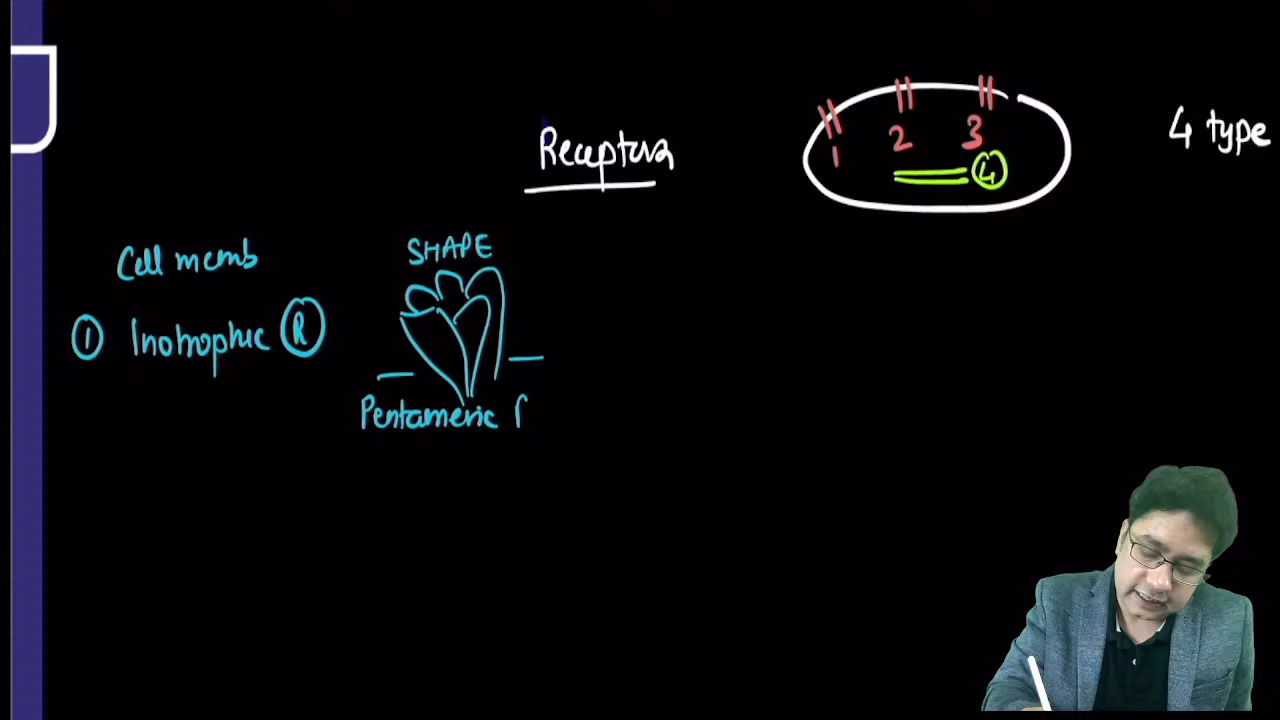 Receptors
1 2 3
4
4 type
Cell memb
SHAPE
① Inotrophic Ⓡ
Pentameric